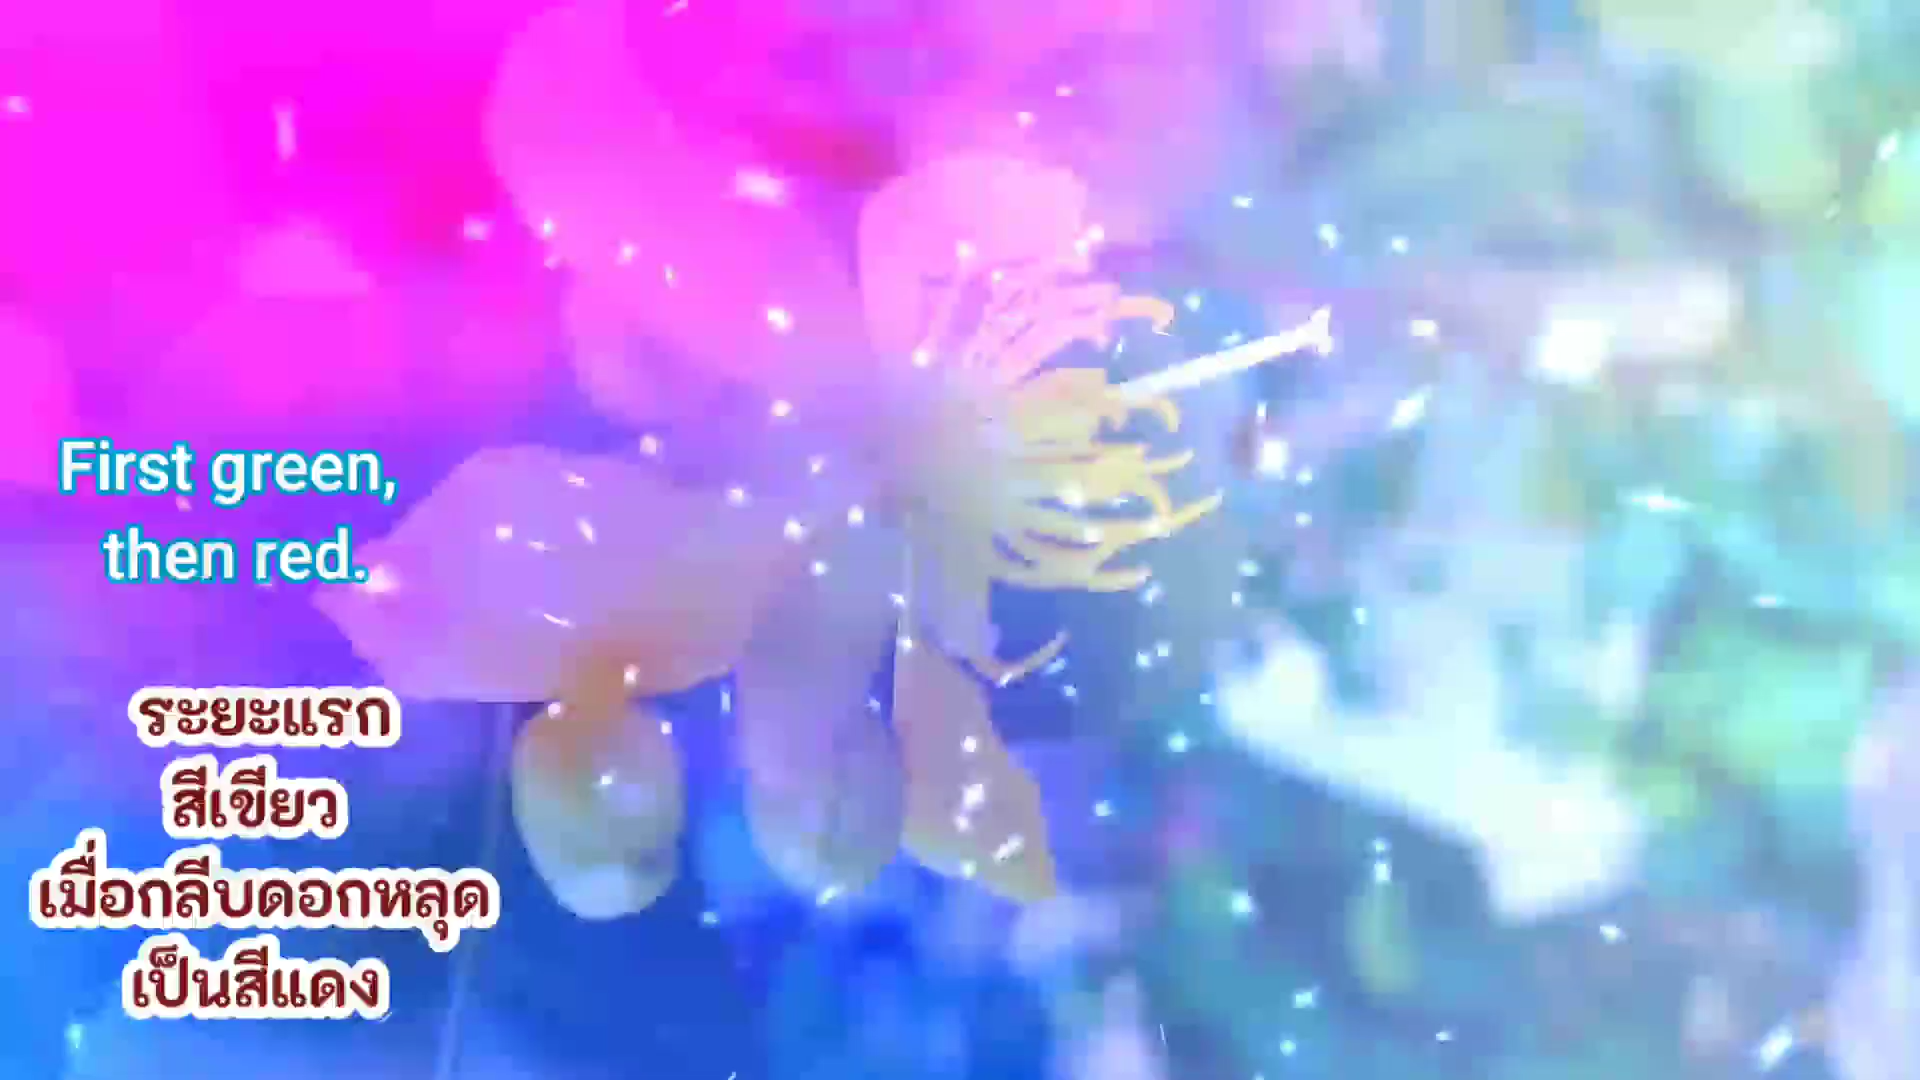 First green,
then red.
ระยะแรก
สีเขียว
เมื่อกลีบดอกหลุด
เป็นสีแดง